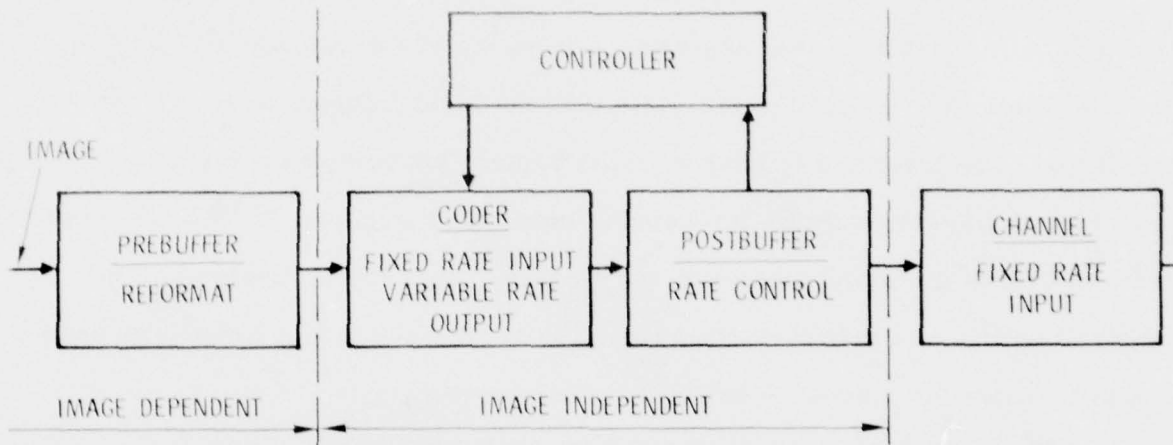 CONTROLLER
IMAGE
PREBUFFER
REFORMAT
CODER
FIXED RATE INPUT
VARIABLE RATE
OUTPUT
POSTBUFFER
RATE CONTROL
CHANNEL
FIXED RATE
INPUT
IMAGE DEPENDENT
IMAGE INDEPENDENT